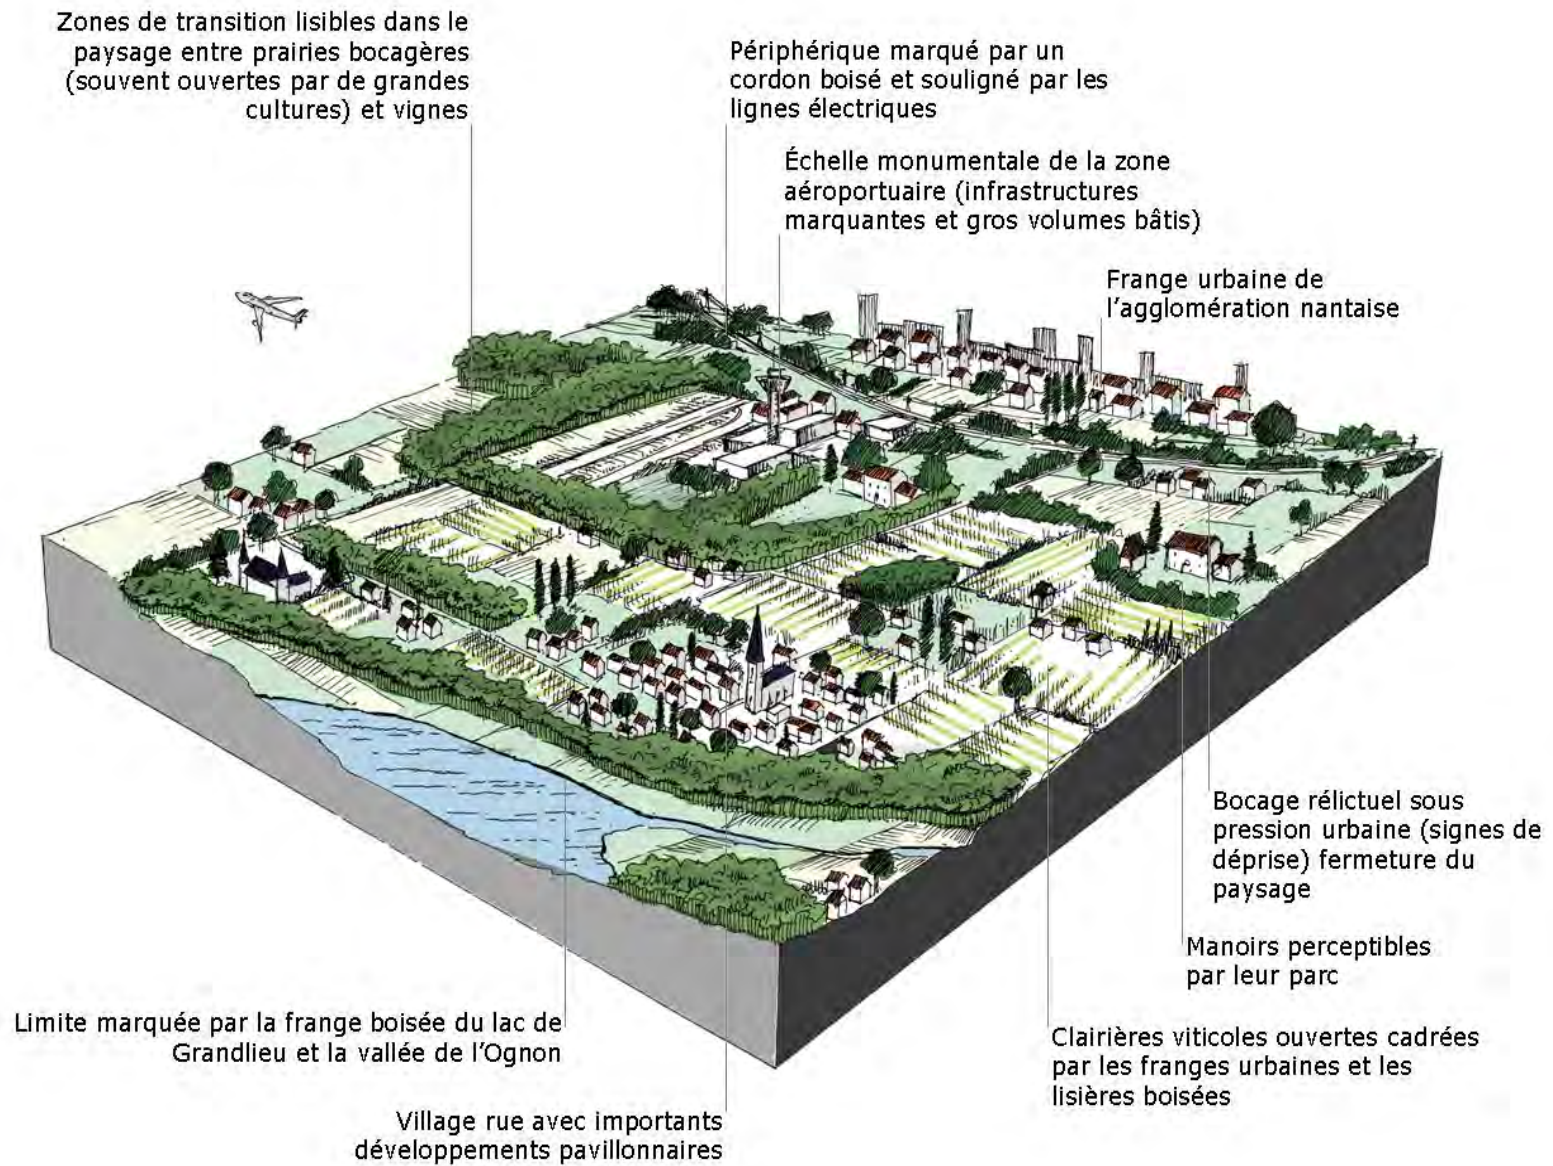 Zones de transition lisibles dans le
paysage entre prairies bocagères
(souvent ouvertes par de grandes
cultures) et vignes
Périphérique marqué par un
cordon boisé et souligné par les
lignes électriques
Échelle monumentale de la zone
aéroportuaire (infrastructures
marquantes et gros volumes bâtis)
Frange urbaine de
l'agglomération nantaise
Bocage rélictuel sous
pression urbaine (signes de
déprise) fermeture du
paysage
Manoirs perceptibles
par leur parc
Clairières viticoles ouvertes cadrées
par les franges urbaines et les
lisières boisées
Limite marquée par la frange boisée du lac de
Grandlieu et la vallée de l'Ognon
Village rue avec importants
développements pavillonnaires